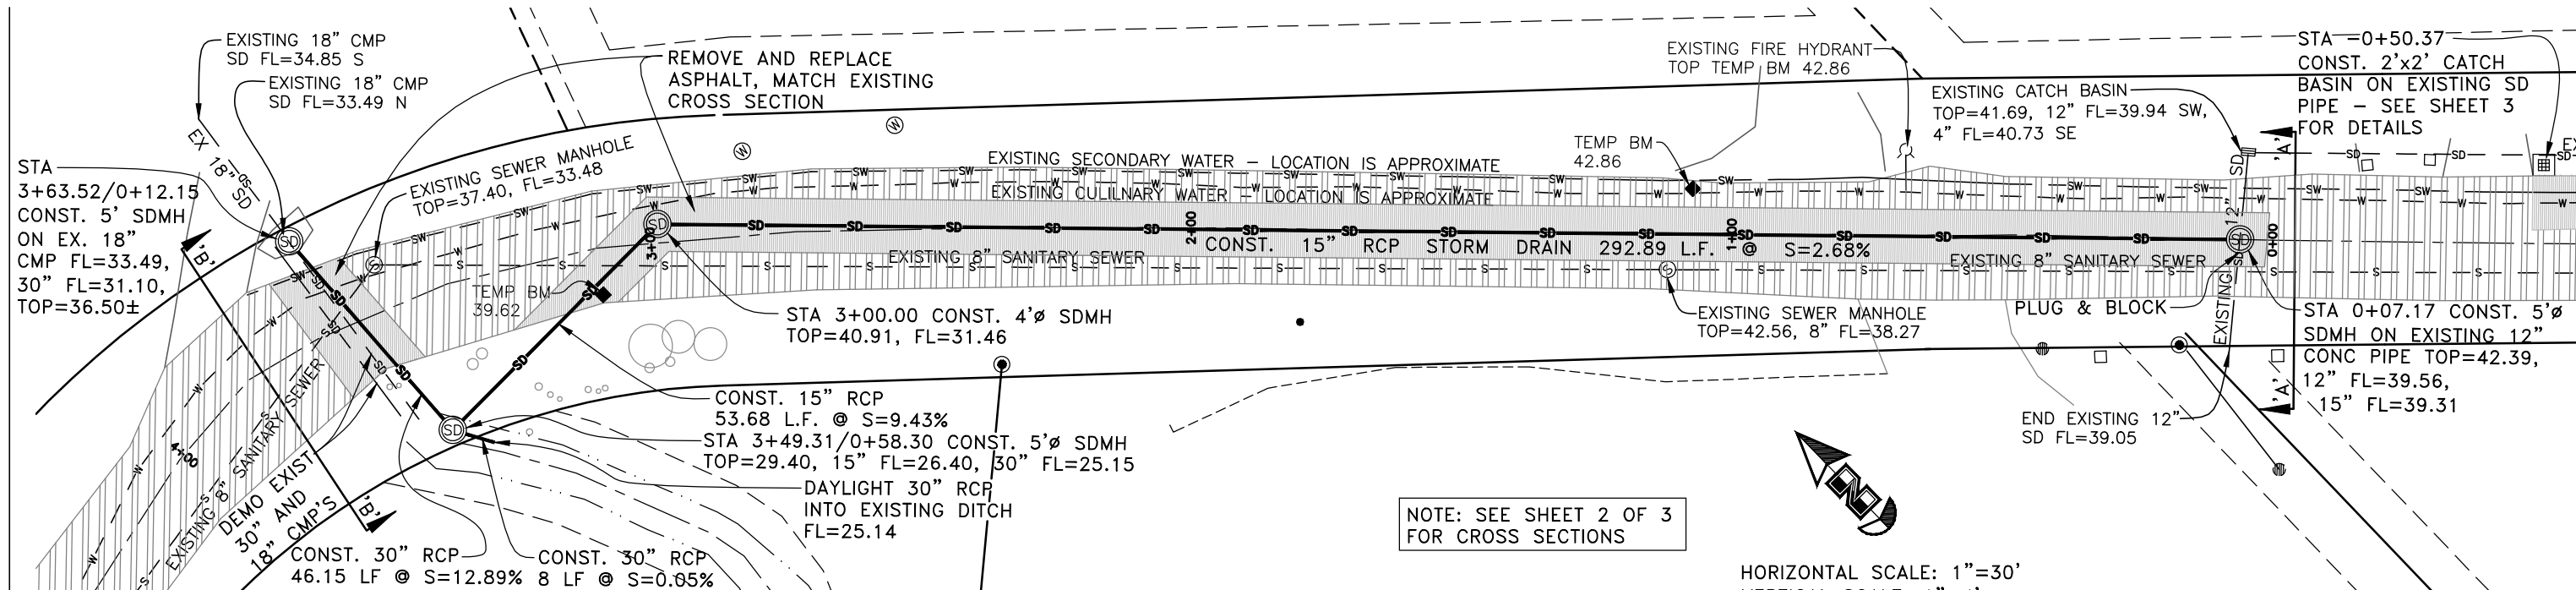 EXISTING 18" CMP
SD FL=34.85 S
EXISTING 18" CMP
SD FL=33.49 N
EX 18" SD
SD
STA
3+63.52/0+12.15
CONST. 5' SDMH
ON EX. 18"
CMP FL=33.49,
30" FL=31.10,
TOP=36.50±
'B'
EXISTING SEWER MANHOLE
TOP=37.40, FL=33.48
REMOVE AND REPLACE
ASPHALT, MATCH EXISTING
CROSS SECTION
TEMP BM
39.62
EXISTING SECONDARY WATER – LOCATION IS APPROXIMATE
EXISTING CULILNARY WATER – LOCATION IS APPROXIMATE
3+00
2+00
1+00
0+00
CONST. 15" RCP STORM DRAIN 292.89 L.F. @ S=2.68%
EXISTING 8" SANITARY SEWER
EXISTING 8" SANITARY SEWER
EXISTING FIRE HYDRANT
TOP TEMP BM 42.86
TEMP BM
42.86
EXISTING CATCH BASIN
TOP=41.69, 12" FL=39.94 SW,
4" FL=40.73 SE
STA –0+50.37
CONST. 2'x2' CATCH
BASIN ON EXISTING SD
PIPE – SEE SHEET 3
FOR DETAILS
'A'
EXISTING 12" SD
PLUG & BLOCK
STA 0+07.17 CONST. 5'ø
SDMH ON EXISTING 12"
CONC PIPE TOP=42.39,
12" FL=39.56,
15" FL=39.31
'A'
END EXISTING 12"
SD FL=39.05
EXISTING SEWER MANHOLE
TOP=42.56, 8" FL=38.27
STA 3+00.00 CONST. 4'ø SDMH
TOP=40.91, FL=31.46
CONST. 15" RCP
53.68 L.F. @ S=9.43%
STA 3+49.31/0+58.30 CONST. 5'ø SDMH
TOP=29.40, 15" FL=26.40, 30" FL=25.15
DAYLIGHT 30" RCP
INTO EXISTING DITCH
FL=25.14
4+00
EXISTING 8" SANITARY SEWER
DEMO EXIST
30" AND
18" CMP'S
'B'
CONST. 30" RCP
46.15 LF @ S=12.89%
CONST. 30" RCP
8 LF @ S=0.05%
NOTE: SEE SHEET 2 OF 3
FOR CROSS SECTIONS
HORIZONTAL SCALE: 1"=30'